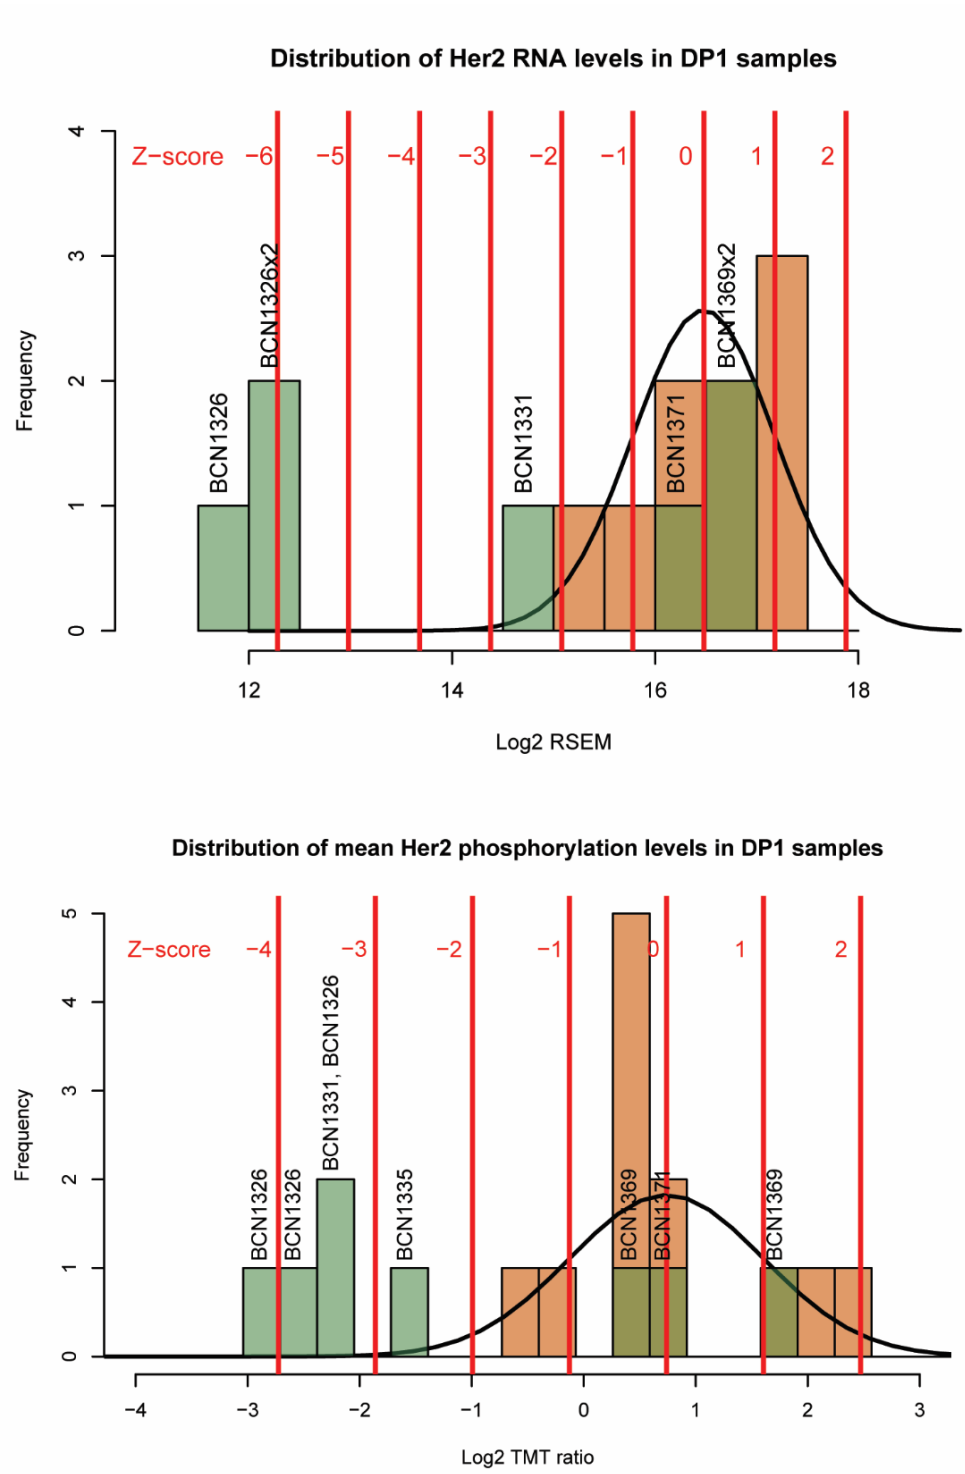 Distribution of Her2 RNA levels in DP1 samples
Z−score −6 −5 −4 −3 −2 −1 0 1 2
Frequency
4
3
2
1
0
BCN1326
BCN1326x2
BCN1331
BCN1371
BCN1369x2
12 14 16 18
Log2 RSEM
Distribution of mean Her2 phosphorylation levels in DP1 samples
Z−score −4 −3 −2 −1 0 1 2
Frequency
5
4
3
2
1
0
BCN1326
BCN1326
BCN1331, BCN1326
BCN1335
BCN1369
BCN1371
BCN1369
−4 −3 −2 −1 0 1 2 3
Log2 TMT ratio